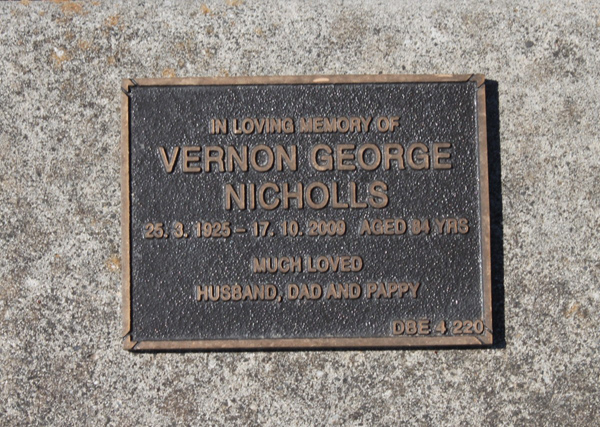 IN LOVING MEMORY OF
VERNON GEORGE
NICHOLLS
25. 3. 1925 – 17. 10. 2009 AGED 84 YRS
MUCH LOVED
HUSBAND, DAD AND PAPPY
DBE 4 220